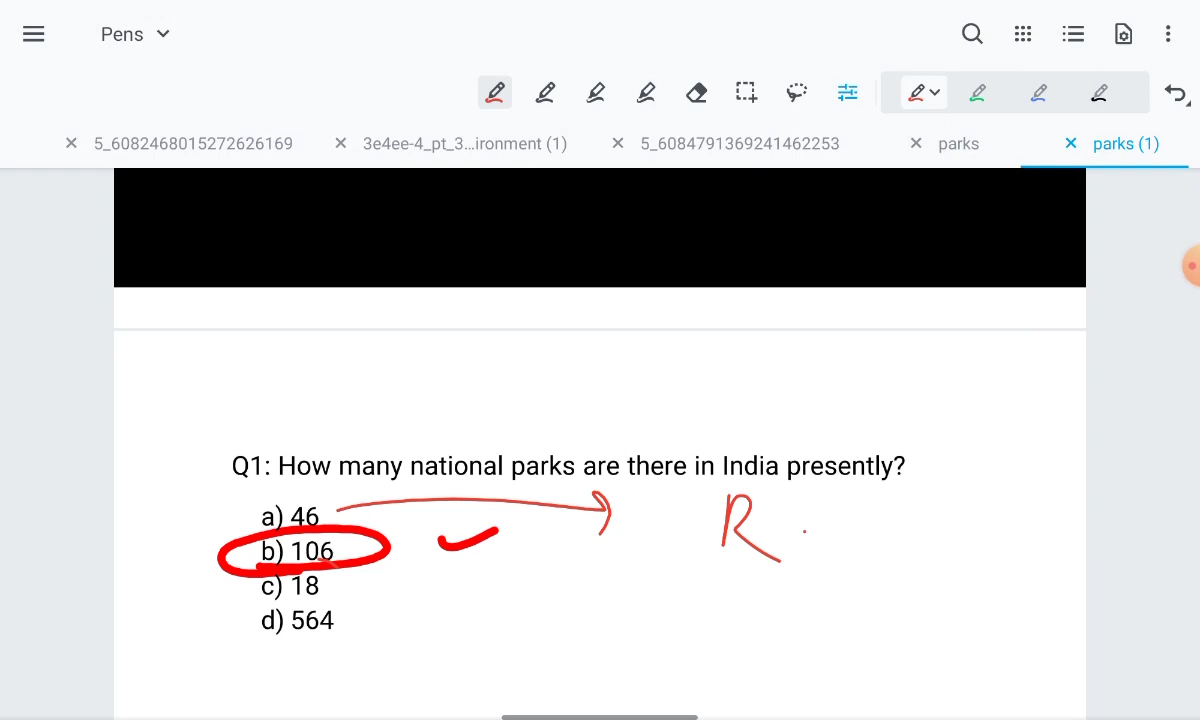 Pens
5_6082468015272626169 3e4ee-4_pt_3...ironment (1) 5_6084791369241462253 parks parks (1)
Q1: How many national parks are there in India presently?
a) 46
R
b) 106
c) 18
d) 564